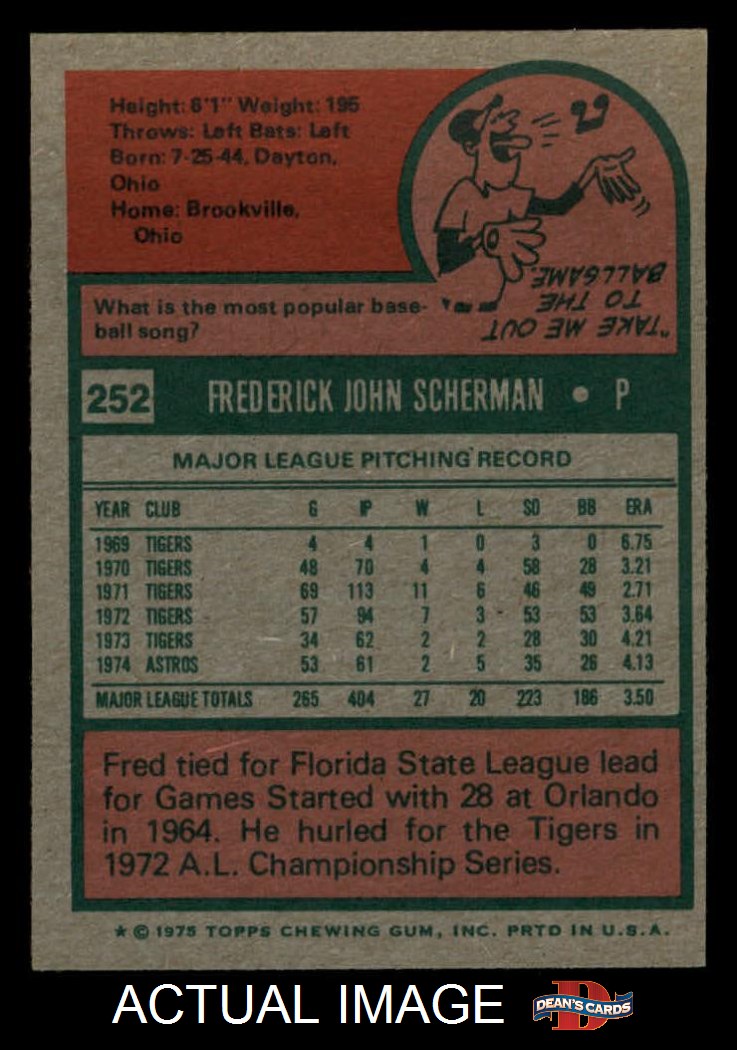 Height: 6'1" Weight: 195
Throws: Left Bats: Left
Born: 7-25-44, Dayton,
Ohio
Home: Brookville,
Ohio
What is the most popular base-
ball song?
"TAKE ME OUT
TO THE
BALLGAME."
252 FREDERICK JOHN SCHERMAN • P
MAJOR LEAGUE PITCHING RECORD
YEAR CLUB G IP W L SO BB ERA
1969 TIGERS 4 4 1 0 3 0 6.75
1970 TIGERS 48 70 4 4 58 28 3.21
1971 TIGERS 69 113 11 6 46 49 2.71
1972 TIGERS 57 94 7 3 53 53 3.64
1973 TIGERS 34 62 2 2 28 30 4.21
1974 ASTROS 53 61 2 5 35 26 4.13
MAJOR LEAGUE TOTALS 265 404 27 20 223 186 3.50
Fred tied for Florida State League lead
for Games Started with 28 at Orlando
in 1964. He hurled for the Tigers in
1972 A.L. Championship Series.
★ © 1975 TOPPS CHEWING GUM, INC. PRTD IN U.S.A.
ACTUAL IMAGE
D
DEAN'S CARDS